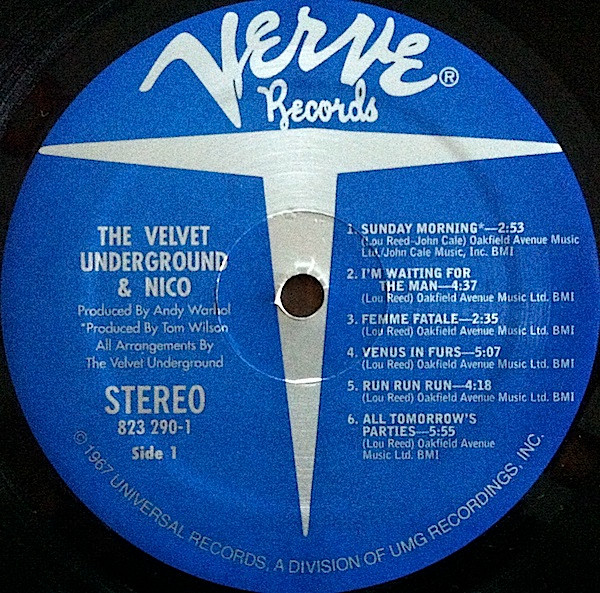 Verve®
Records
THE VELVET
UNDERGROUND
& NICO
Produced By Andy Warhol
*Produced By Tom Wilson
All Arrangements By
The Velvet Underground
STEREO
823 290-1
Side 1
1. SUNDAY MORNING*—2:53
(Lou Reed–John Cale) Oakfield Avenue Music
Ltd./John Cale Music, Inc. BMI
2. I'M WAITING FOR
THE MAN—4:37
(Lou Reed) Oakfield Avenue Music Ltd. BMI
3. FEMME FATALE—2:35
(Lou Reed) Oakfield Avenue Music Ltd. BMI
4. VENUS IN FURS—5:07
(Lou Reed) Oakfield Avenue Music Ltd. BMI
5. RUN RUN RUN—4:18
(Lou Reed) Oakfield Avenue Music Ltd. BMI
6. ALL TOMORROW'S
PARTIES—5:55
(Lou Reed) Oakfield Avenue
Music Ltd. BMI
© 1967 UNIVERSAL RECORDS, A DIVISION OF UMG RECORDINGS, INC.